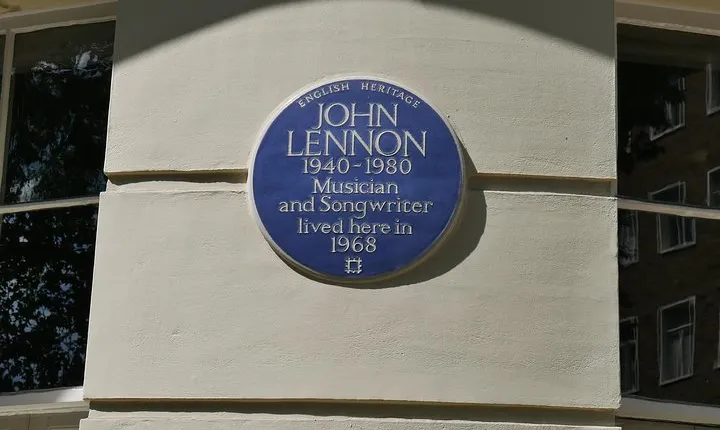 ENGLISH HERITAGE
JOHN
LENNON
1940-1980
Musician
and Songwriter
lived here in
1968